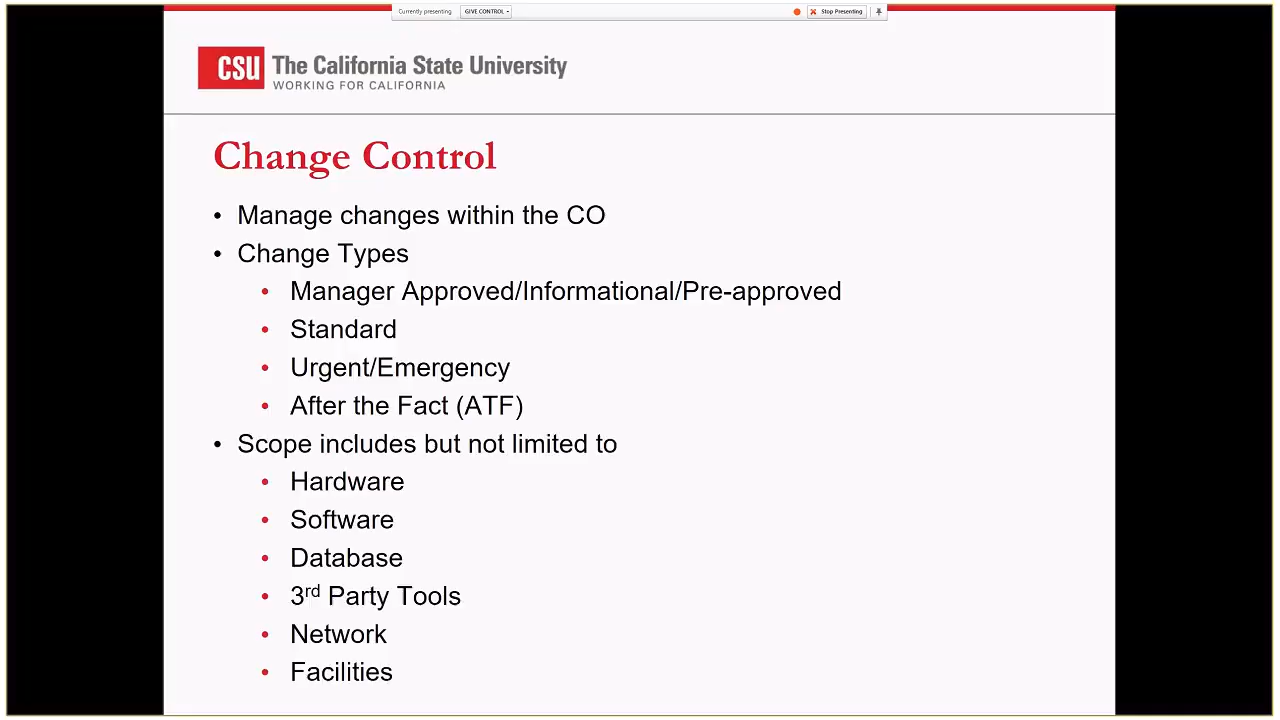 Currently presenting GIVE CONTROL Stop Presenting
CSU The California State University
WORKING FOR CALIFORNIA
Change Control
• Manage changes within the CO
• Change Types
• Manager Approved/Informational/Pre-approved
• Standard
• Urgent/Emergency
• After the Fact (ATF)
• Scope includes but not limited to
• Hardware
• Software
• Database
• 3rd Party Tools
• Network
• Facilities